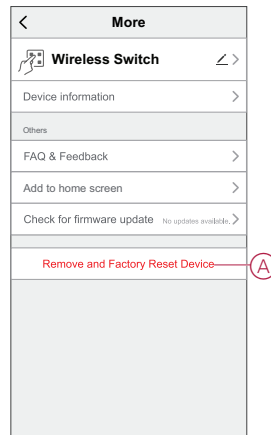 More
Wireless Switch
Device information
Others
FAQ & Feedback
Add to home screen
Check for firmware update No updates available.
Remove and Factory Reset Device
A